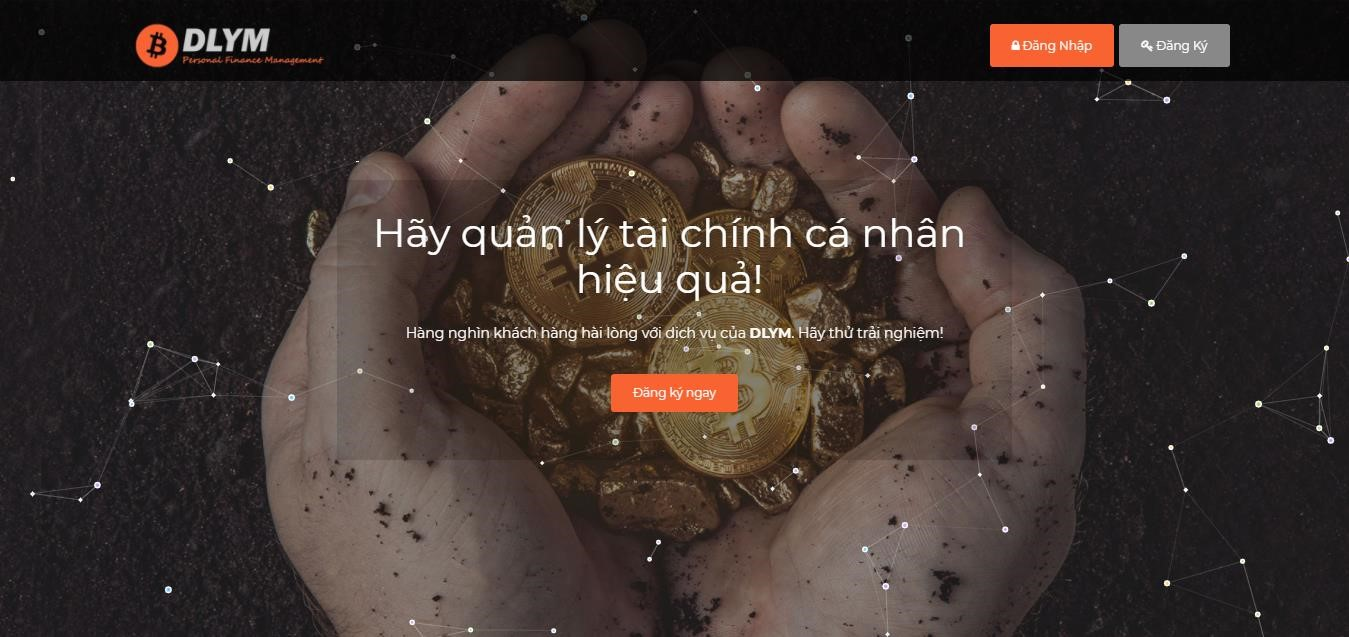 DLYM
Personal Finance Management
Đăng Nhập
Đăng Ký
Hãy quản lý tài chính cá nhân
hiệu quả!
Hàng nghìn khách hàng hài lòng với dịch vụ của DLYM. Hãy thử trải nghiệm!
Đăng ký ngay